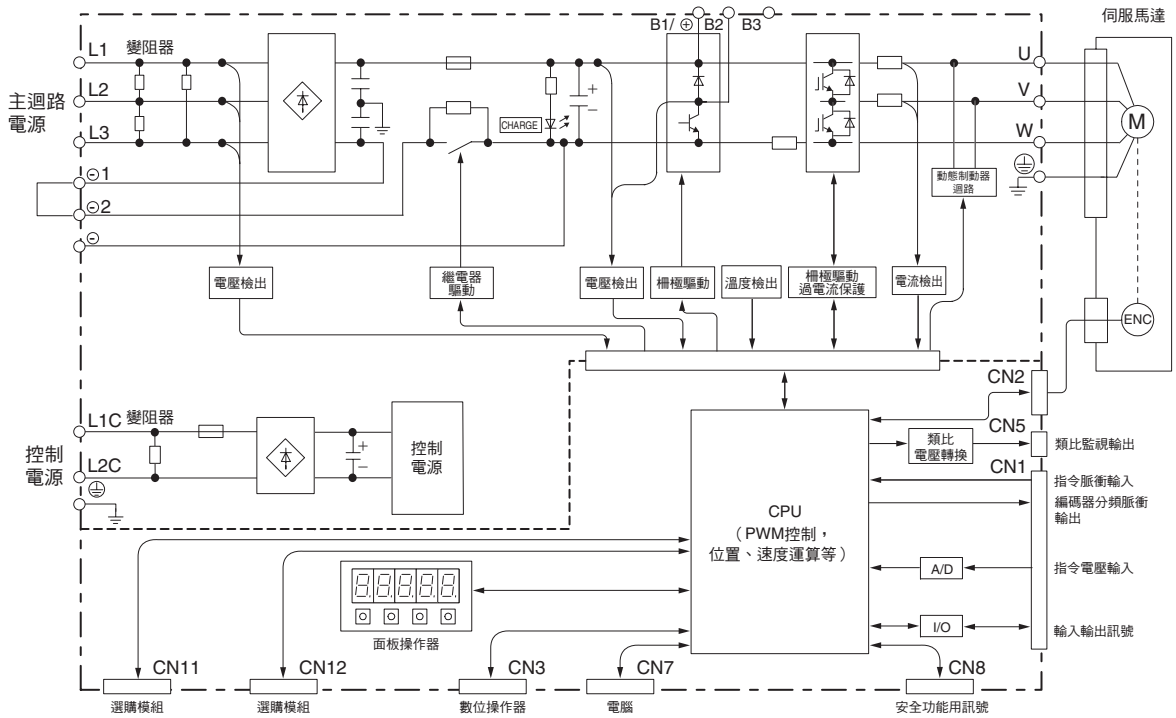 B1/ ⊕ B2 B3
伺服馬達
L1 變阻器
U
L2
V
主迴路
電源
CHARGE
+
−
M
L3
W
⊖1
動態制動器
迴路
⊖2
⊖
電壓檢出
繼電器
驅動
電壓檢出
柵極驅動
溫度檢出
柵極驅動
過電流保護
電流檢出
ENC
CN2
L1C 變阻器
控制
電源
+
−
控制
電源
L2C
CN5
類比
電壓轉換
類比監視輸出
CN1
指令脈衝輸入
編碼器分頻脈衝
輸出
CPU
（PWM控制，
位置、速度運算等）
A/D
指令電壓輸入
8.8.8.8.8.
I/O
輸入輸出訊號
面板操作器
CN11
CN12
CN3
CN7
CN8
選購模組
選購模組
數位操作器
電腦
安全功能用訊號